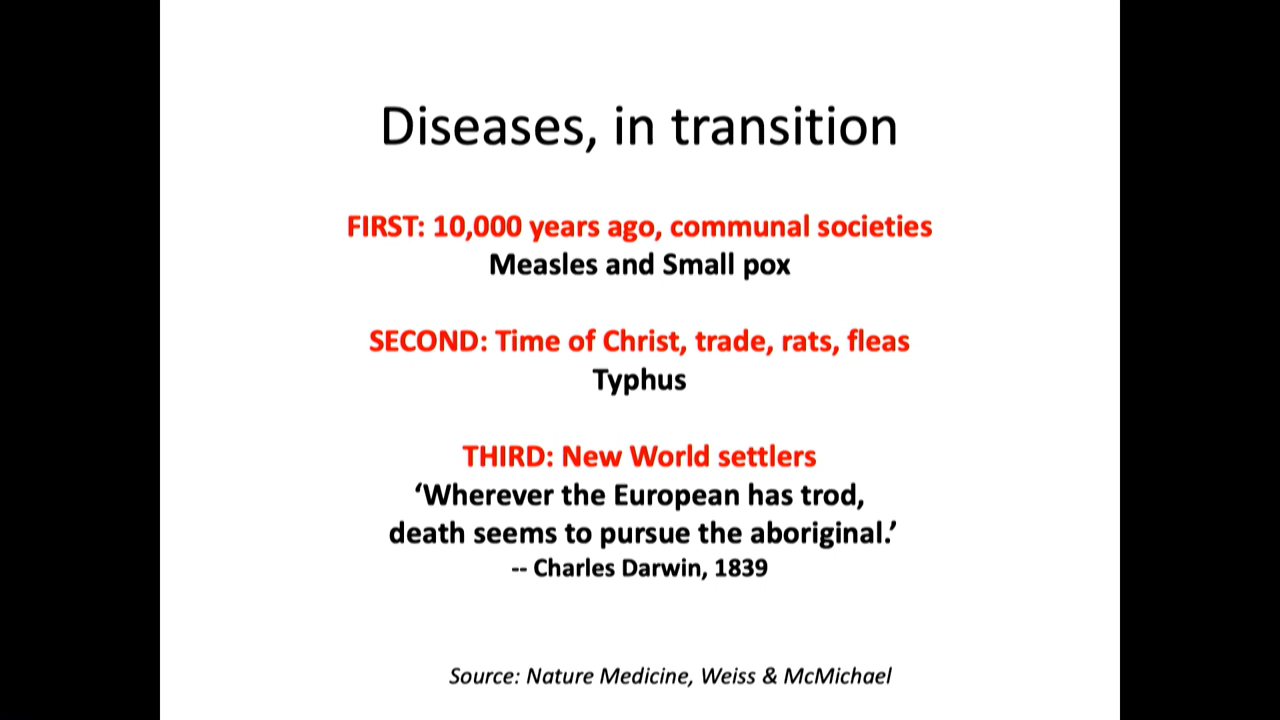 Diseases, in transition
FIRST: 10,000 years ago, communal societies
Measles and Small pox
SECOND: Time of Christ, trade, rats, fleas
Typhus
THIRD: New World settlers
‘Wherever the European has trod,
death seems to pursue the aboriginal.’
-- Charles Darwin, 1839
Source: Nature Medicine, Weiss & McMichael